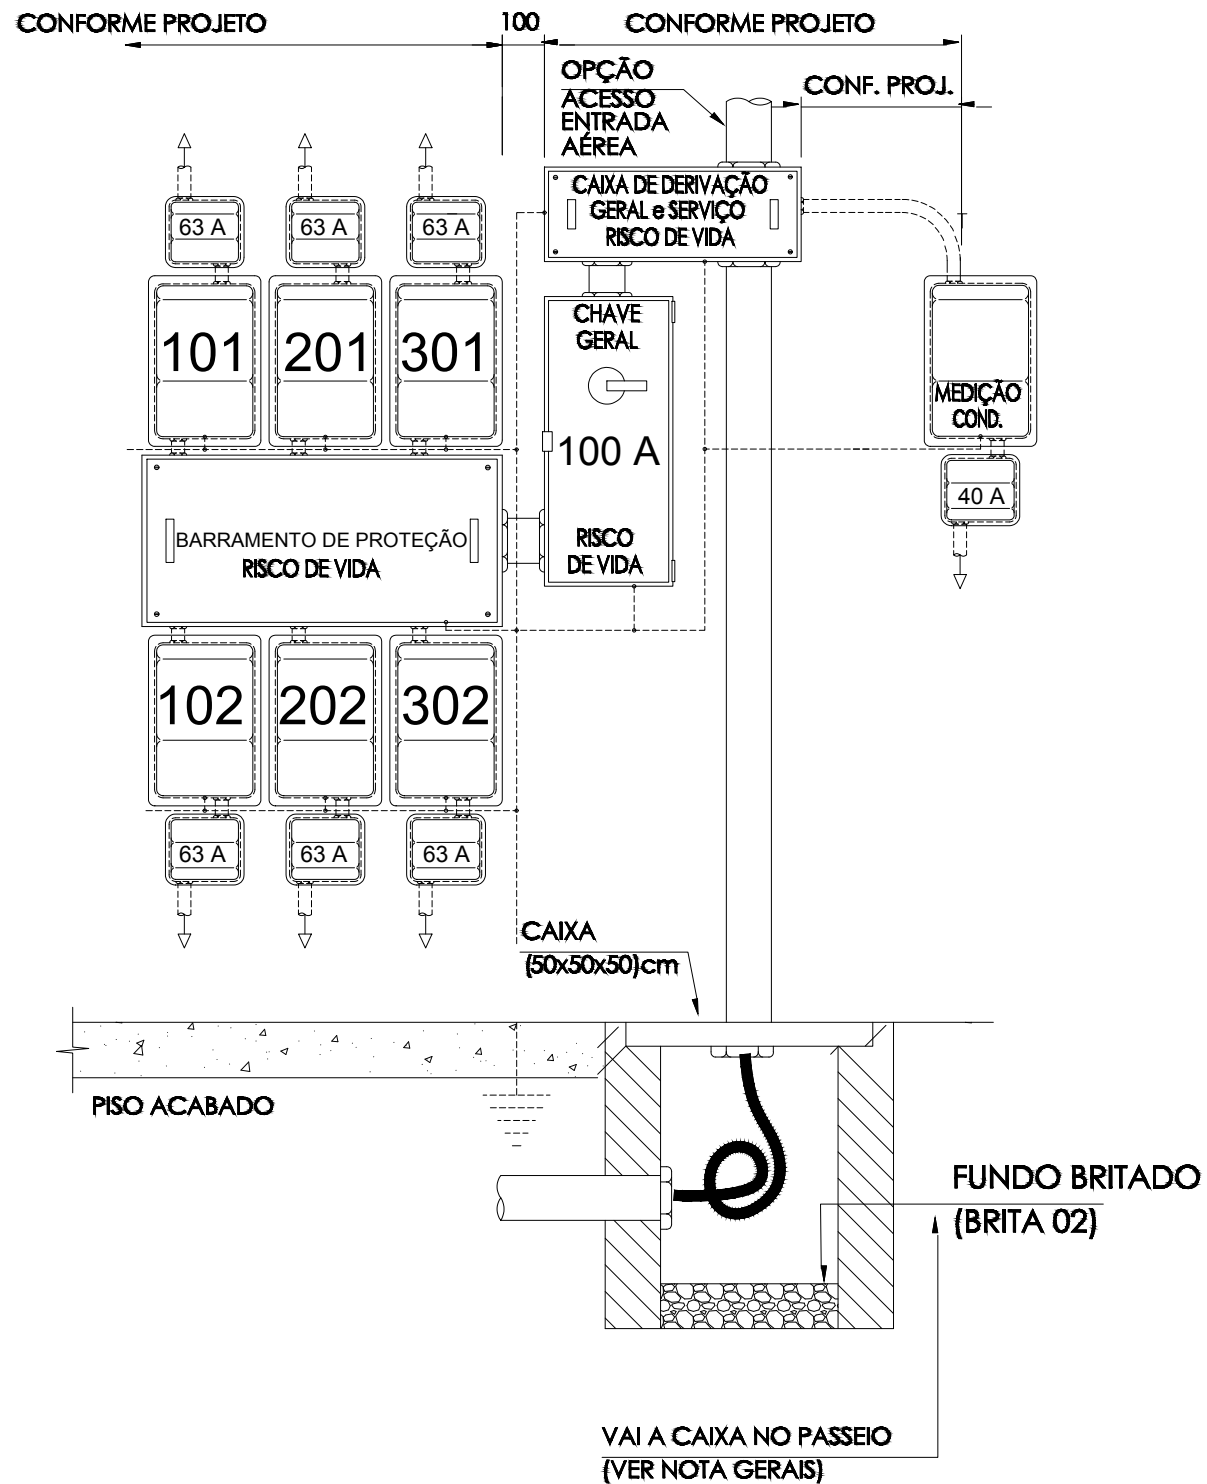 CONFORME PROJETO
100
CONFORME PROJETO
OPÇÃO
ACESSO
ENTRADA
AÉREA
CONF. PROJ.
63 A
63 A
63 A
CAIXA DE DERIVAÇÃO
GERAL e SERVIÇO
RISCO DE VIDA
101
201
301
CHAVE
GERAL
100 A
RISCO
DE VIDA
MEDIÇÃO
COND.
40 A
BARRAMENTO DE PROTEÇÃO
RISCO DE VIDA
102
202
302
63 A
63 A
63 A
CAIXA
(50x50x50)cm
PISO ACABADO
FUNDO BRITADO
(BRITA 02)
VAI A CAIXA NO PASSEIO
(VER NOTA GERAIS)